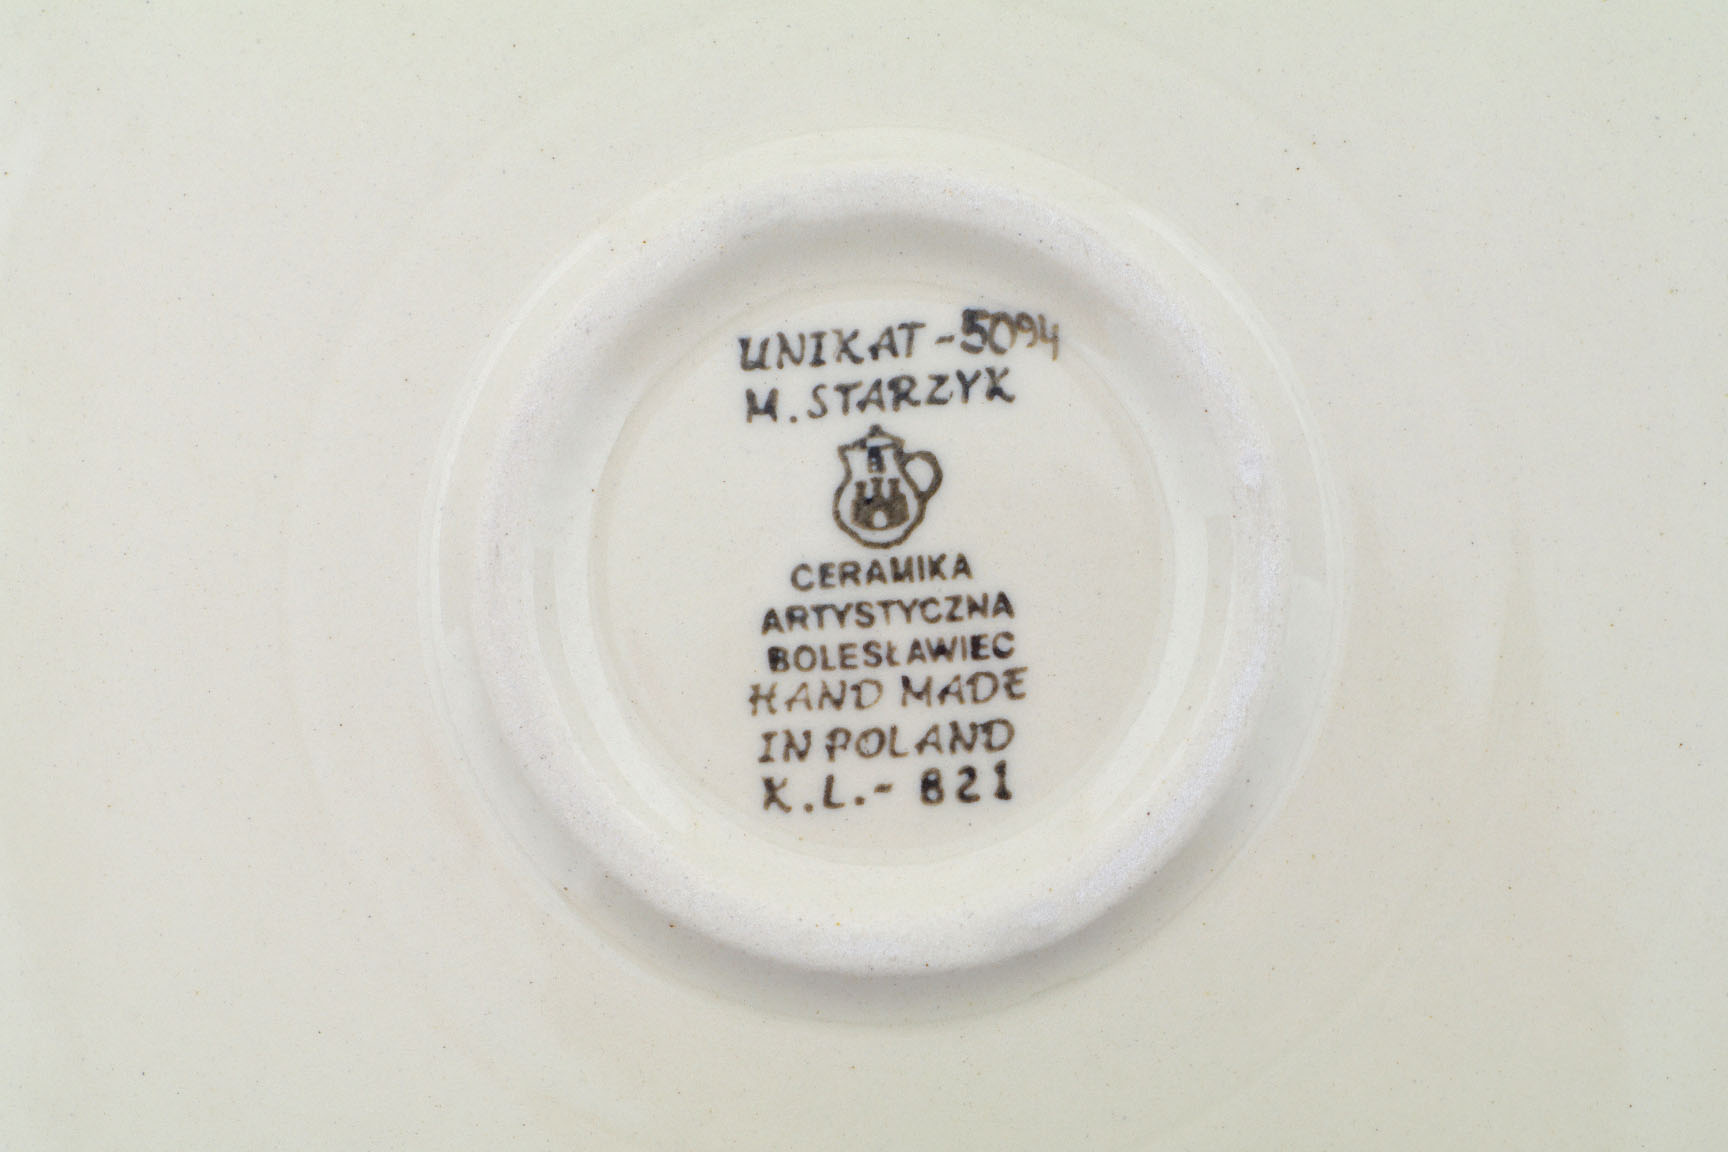 UNIKAT - 5094
M. STARZYK
CERAMIKA
ARTYSTYCZNA
BOLESŁAWIEC
HAND MADE
IN POLAND
K.L.- 821